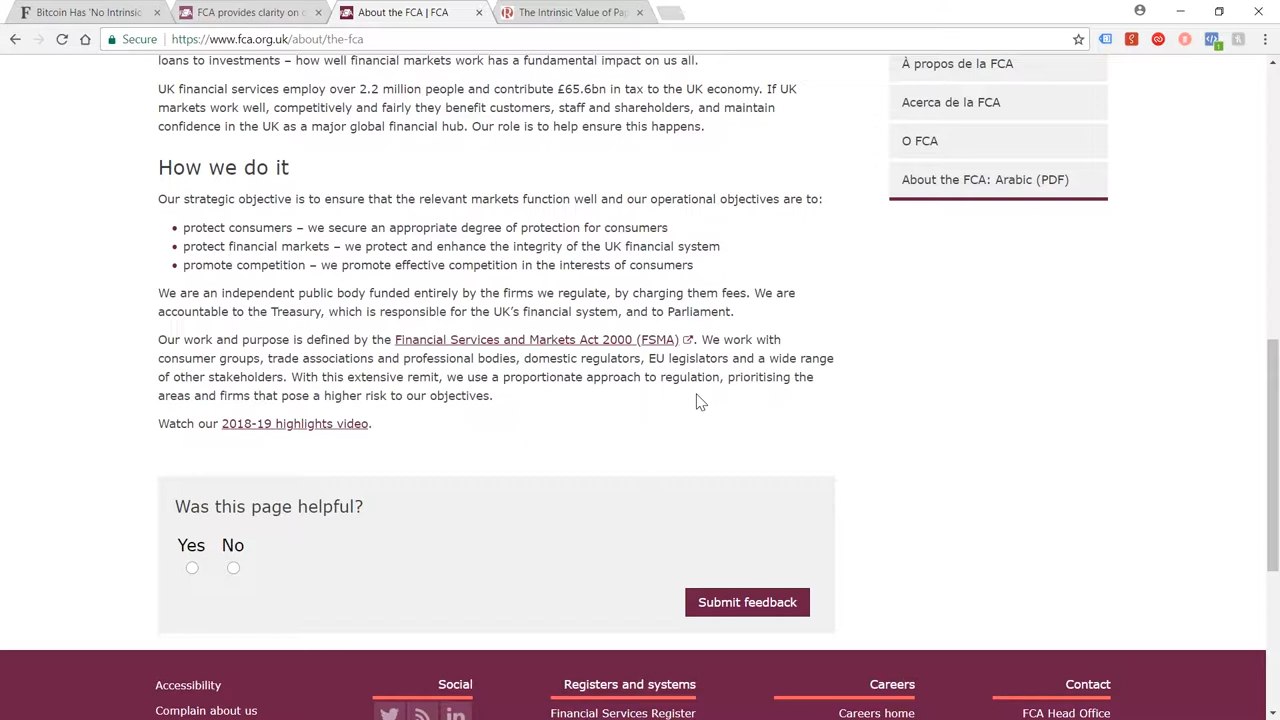 Bitcoin Has 'No Intrinsi
FCA provides clarity on c
About the FCA | FCA
The Intrinsic Value of Pap
Secure
https://www.fca.org.uk/about/the-fca
1
loans to investments – how well financial markets work has a fundamental impact on us all.
UK financial services employ over 2.2 million people and contribute £65.6bn in tax to the UK economy. If UK
markets work well, competitively and fairly they benefit customers, staff and shareholders, and maintain
confidence in the UK as a major global financial hub. Our role is to help ensure this happens.
How we do it
Our strategic objective is to ensure that the relevant markets function well and our operational objectives are to:
• protect consumers – we secure an appropriate degree of protection for consumers
• protect financial markets – we protect and enhance the integrity of the UK financial system
• promote competition – we promote effective competition in the interests of consumers
We are an independent public body funded entirely by the firms we regulate, by charging them fees. We are
accountable to the Treasury, which is responsible for the UK's financial system, and to Parliament.
Our work and purpose is defined by the Financial Services and Markets Act 2000 (FSMA). We work with
consumer groups, trade associations and professional bodies, domestic regulators, EU legislators and a wide range
of other stakeholders. With this extensive remit, we use a proportionate approach to regulation, prioritising the
areas and firms that pose a higher risk to our objectives.
Watch our 2018-19 highlights video.
À propos de la FCA
Acerca de la FCA
O FCA
About the FCA: Arabic (PDF)
Was this page helpful?
Yes No
Submit feedback
Accessibility
Complain about us
Social
Registers and systems
Financial Services Register
Careers
Careers home
Contact
FCA Head Office